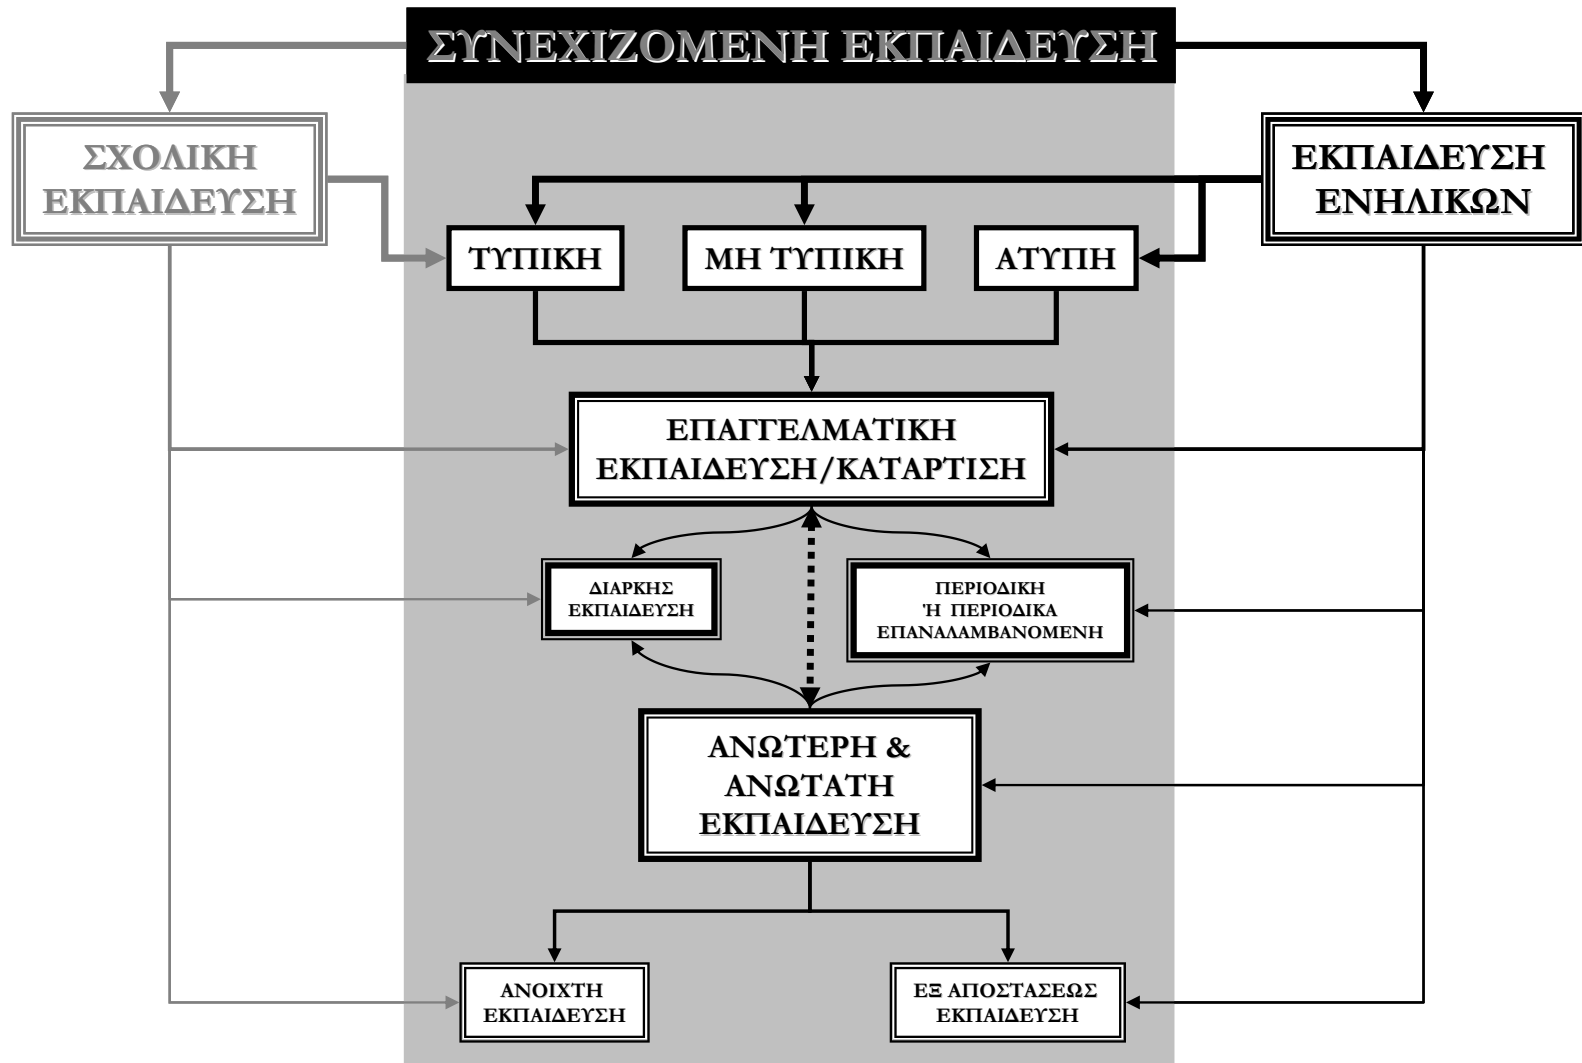 ΣΥΝΕΧΙΖΟΜΕΝΗ ΕΚΠΑΙΔΕΥΣΗ
ΣΧΟΛΙΚΗ
ΕΚΠΑΙΔΕΥΣΗ
ΕΚΠΑΙΔΕΥΣΗ
ΕΝΗΛΙΚΩΝ
ΤΥΠΙΚΗ
ΜΗ ΤΥΠΙΚΗ
ΑΤΥΠΗ
ΕΠΑΓΓΕΛΜΑΤΙΚΗ
ΕΚΠΑΙΔΕΥΣΗ/ΚΑΤΑΡΤΙΣΗ
ΔΙΑΡΚΗΣ
ΕΚΠΑΙΔΕΥΣΗ
ΠΕΡΙΟΔΙΚΗ
Ή ΠΕΡΙΟΔΙΚΑ
ΕΠΑΝΑΛΑΜΒΑΝΟΜΕΝΗ
ΑΝΩΤΕΡΗ &
ΑΝΩΤΑΤΗ
ΕΚΠΑΙΔΕΥΣΗ
ΑΝΟΙΧΤΗ
ΕΚΠΑΙΔΕΥΣΗ
ΕΞ ΑΠΟΣΤΑΣΕΩΣ
ΕΚΠΑΙΔΕΥΣΗ